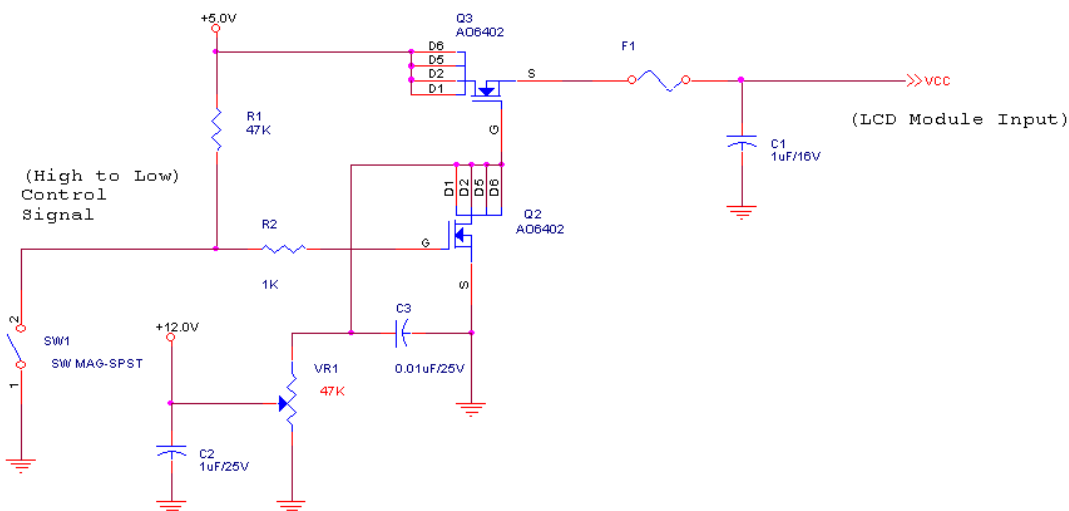 +5.0V
Q3
AO6402
D6
D5
D2
D1
S
G
F1
VCC
(LCD Module Input)
C1
1uF/16V
R1
47K
(High to Low)
Control
Signal
R2
1K
G
D1
D2
D5
D6
Q2
AO6402
S
C3
0.01uF/25V
2
SW1
SW MAG-SPST
1
+12.0V
VR1
47K
C2
1uF/25V